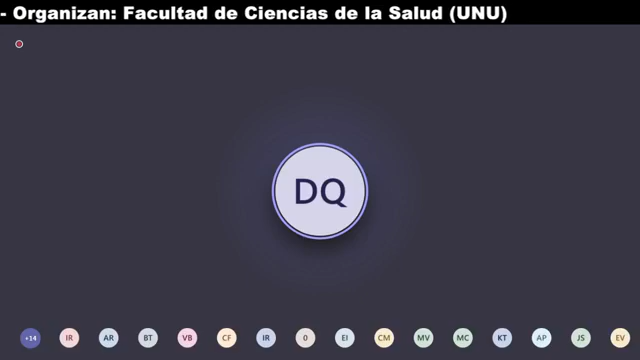 - Organizan: Facultad de Ciencias de la Salud (UNU)
DQ
+14 IR AR BT VB CF IR 0 EI CM MV MC KT AP JS EV